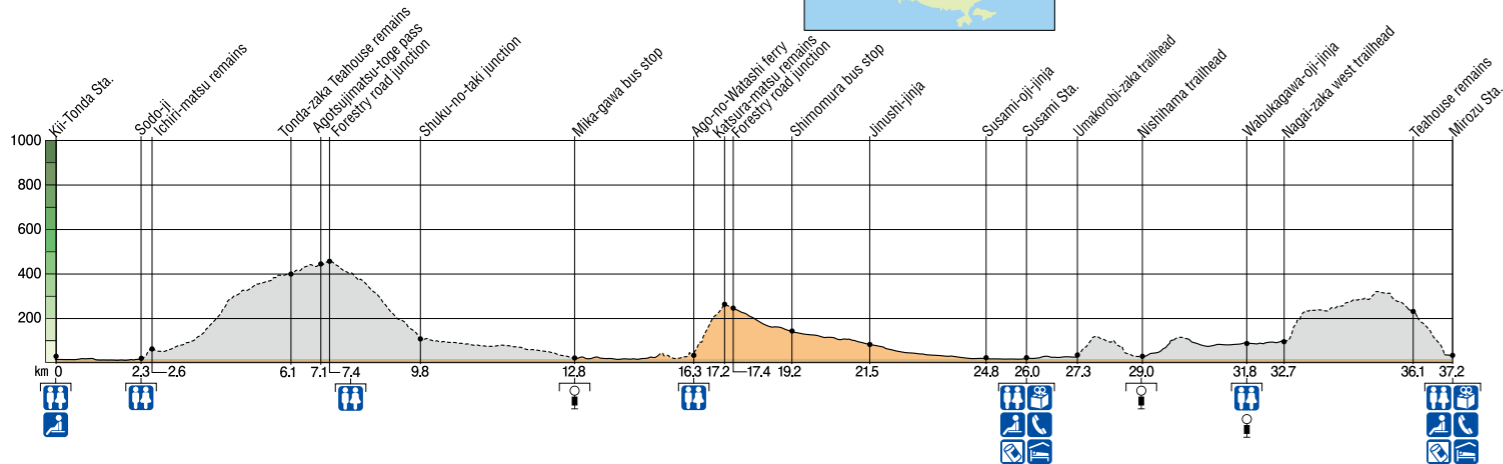 Kii-Tonda Sta.
Sodo-ji
Ichiri-matsu remains
Tonda-zaka Teahouse remains
Agotsujimatsu-toge pass
Forestry road junction
Shuku-no-taki junction
Mika-gawa bus stop
Ago-no-Watashi ferry
Katsura-matsu remains
Forestry road junction
Shimomura bus stop
Jinushi-jinja
Susami-oji-jinja
Susami Sta.
Umakorobi-zaka trailhead
Nishihama trailhead
Wabukagawa-oji-jinja
Nagai-zaka west trailhead
Teahouse remains
Mirozu Sta.
1000
800
600
400
200
km 0 2.3 2.6 6.1 7.1 7.4 9.8 12.8 16.3 17.2 17.4 19.2 21.5 24.8 26.0 27.3 29.0 31.8 32.7 36.1 37.2